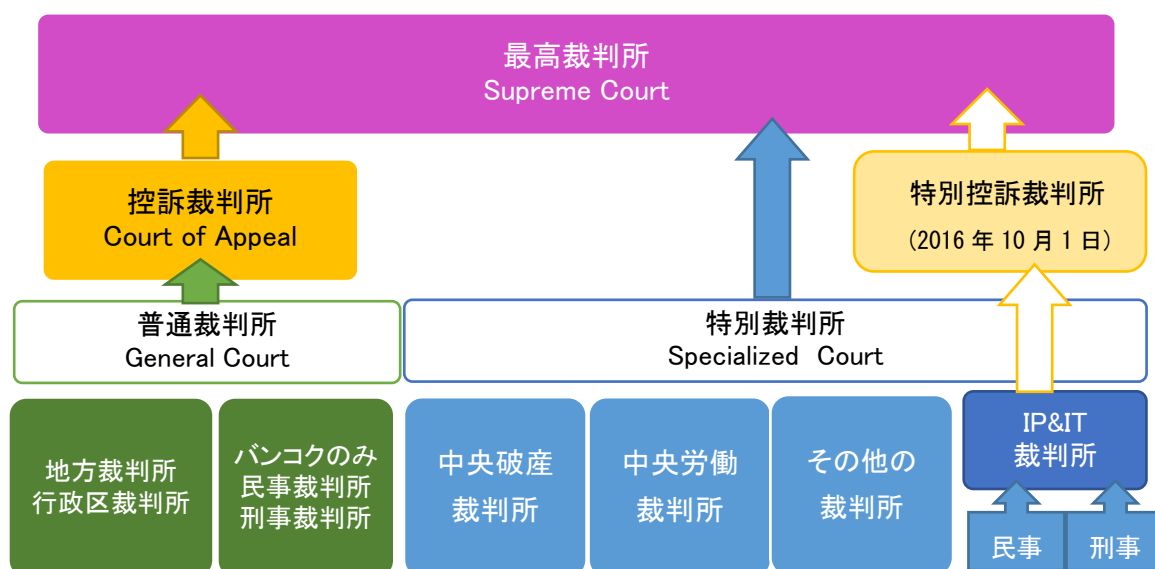 最高裁判所
Supreme Court
控訴裁判所
Court of Appeal
特別控訴裁判所
（2016 年 10 月 1 日）
普通裁判所
General Court
特別裁判所
Specialized Court
地方裁判所
行政区裁判所
バンコクのみ
民事裁判所
刑事裁判所
中央破産
裁判所
中央労働
裁判所
その他の
裁判所
IP&IT
裁判所
民事
刑事